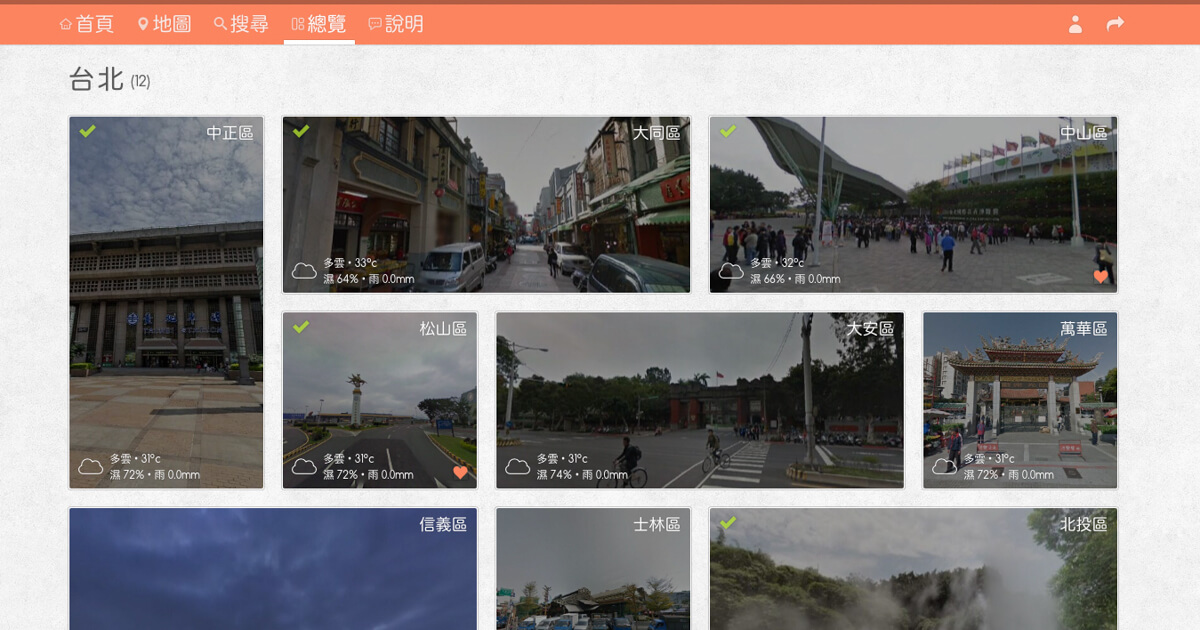 首頁 地圖 搜尋 總覽 說明
台北 (12)
中正區
多雲・31°c
濕 72%・雨 0.0mm
大同區
多雲・33°c
濕 64%・雨 0.0mm
中山區
多雲・32°c
濕 66%・雨 0.0mm
松山區
多雲・31°c
濕 72%・雨 0.0mm
大安區
多雲・31°c
濕 74%・雨 0.0mm
萬華區
多雲・31°c
濕 72%・雨 0.0mm
信義區
士林區
北投區